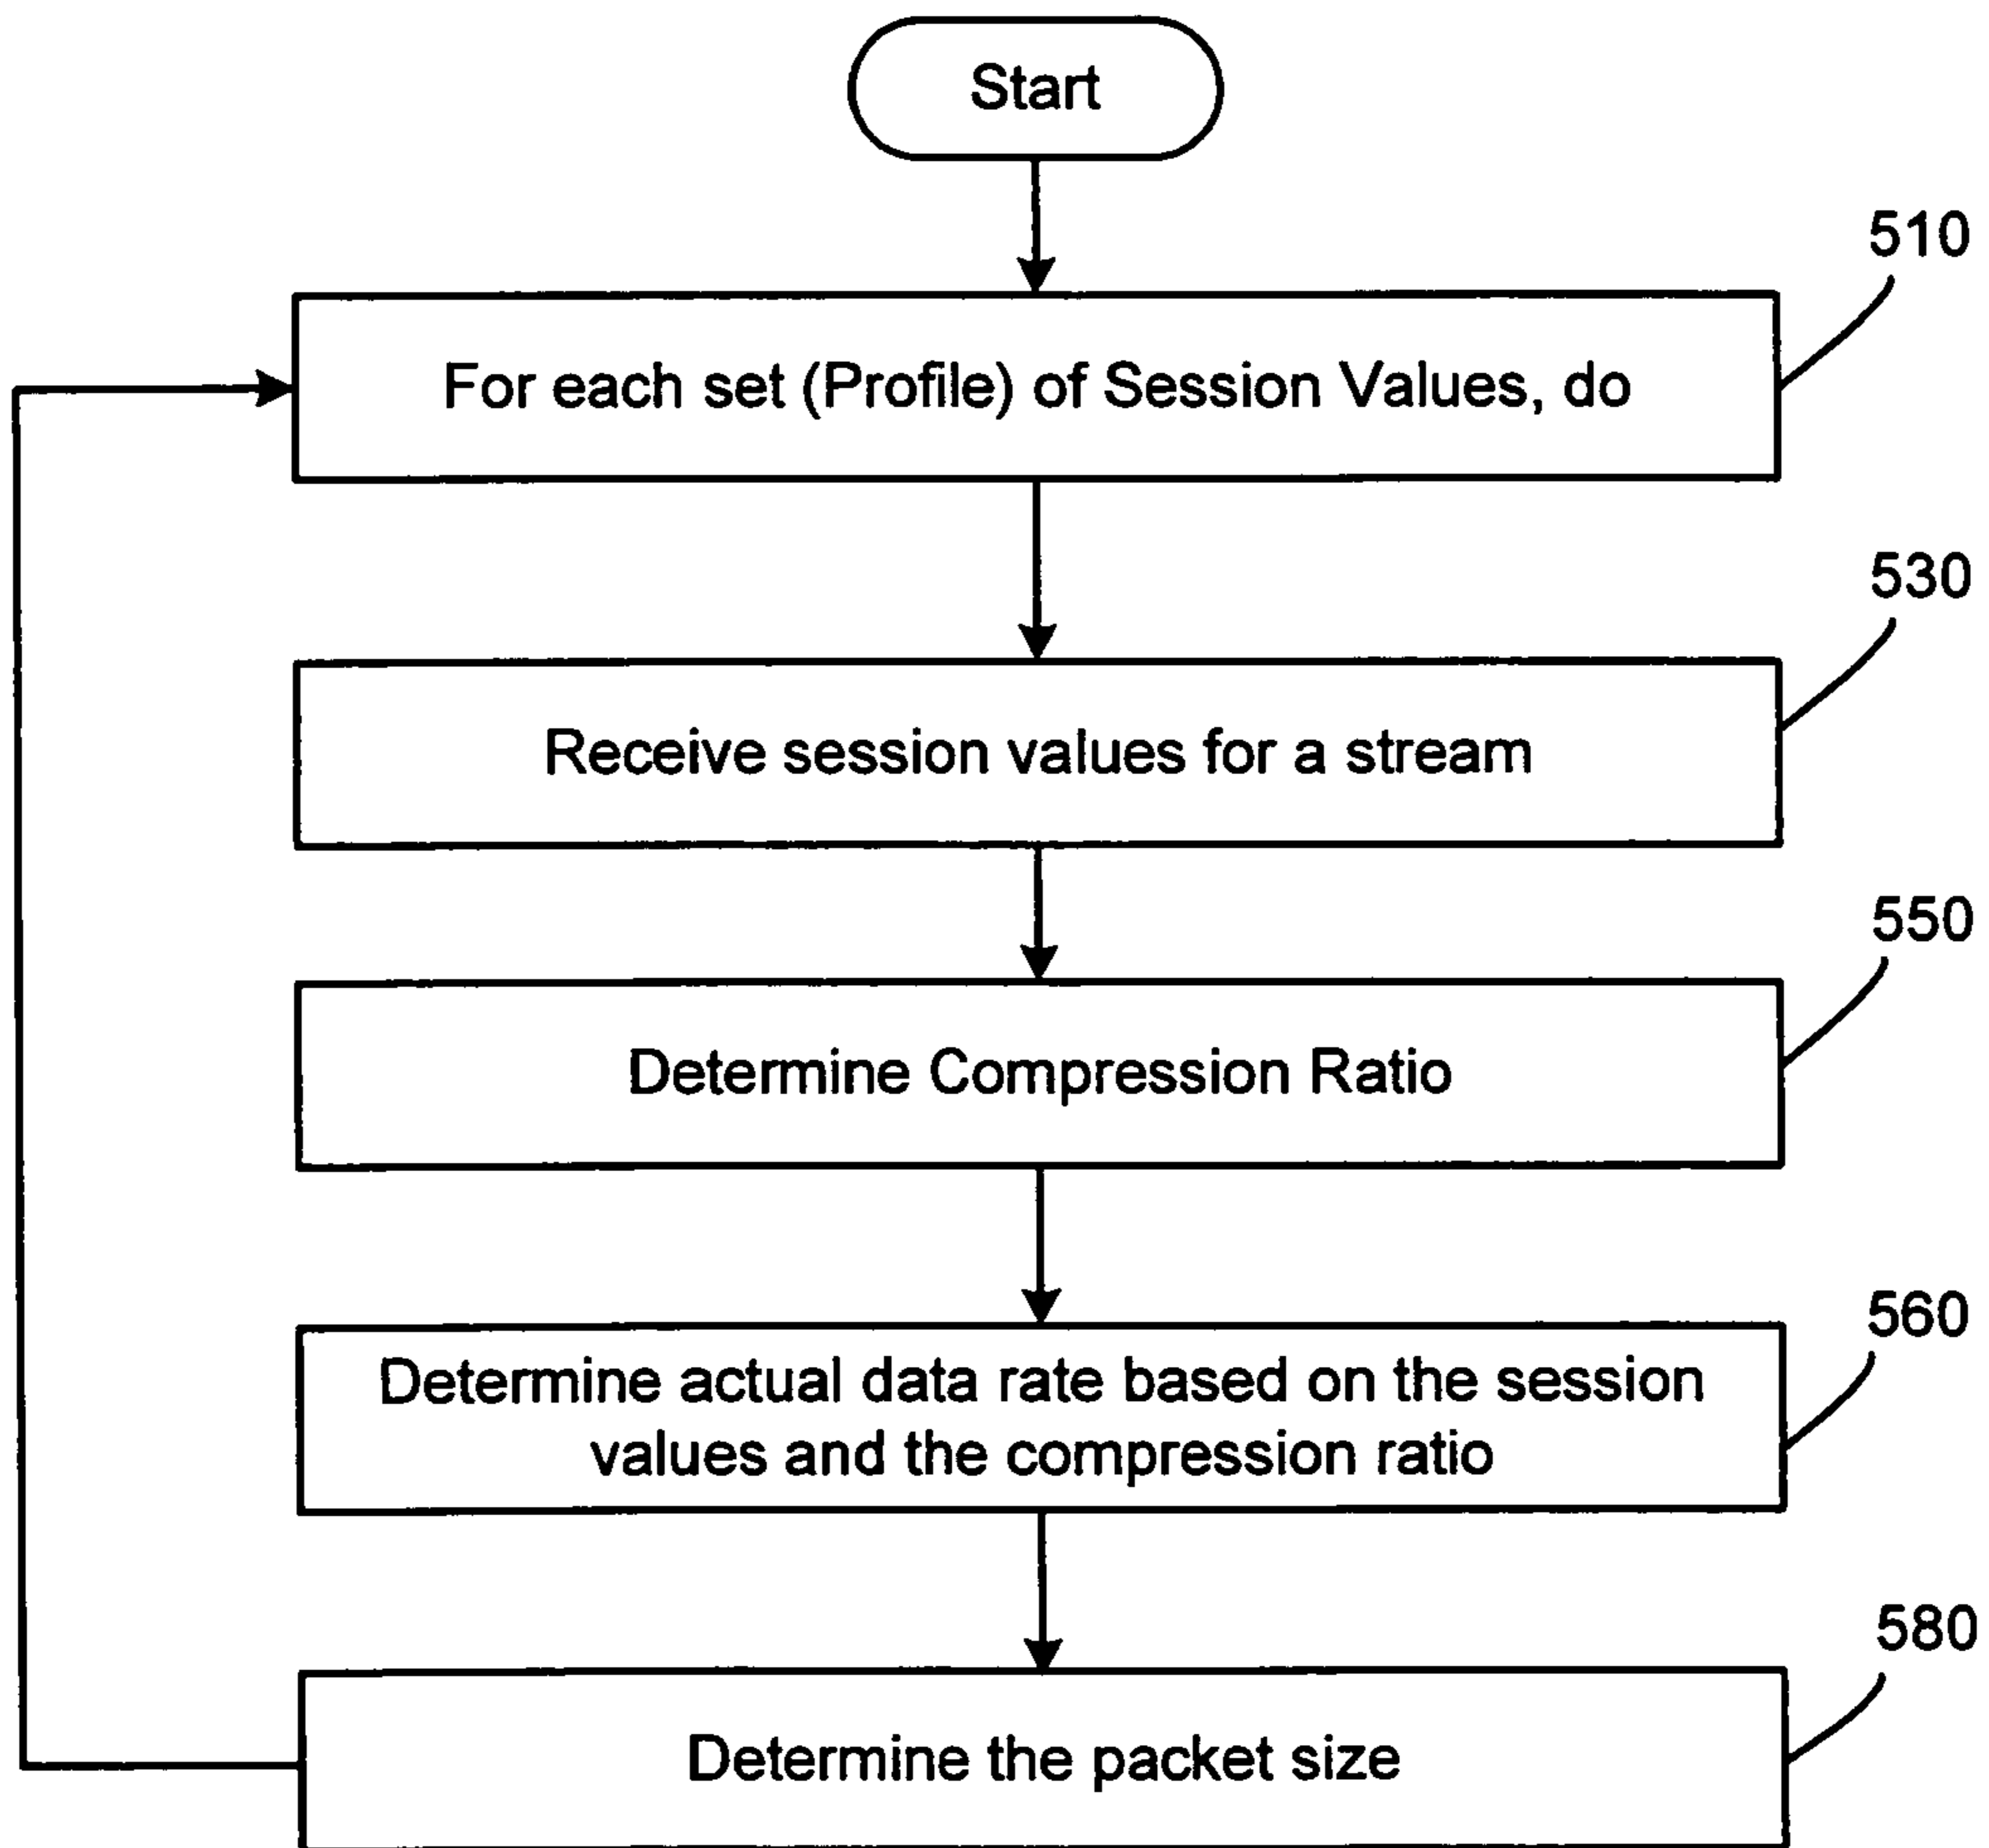 Start
510
For each set (Profile) of Session Values, do
530
Receive session values for a stream
550
Determine Compression Ratio
560
Determine actual data rate based on the session
values and the compression ratio
580
Determine the packet size